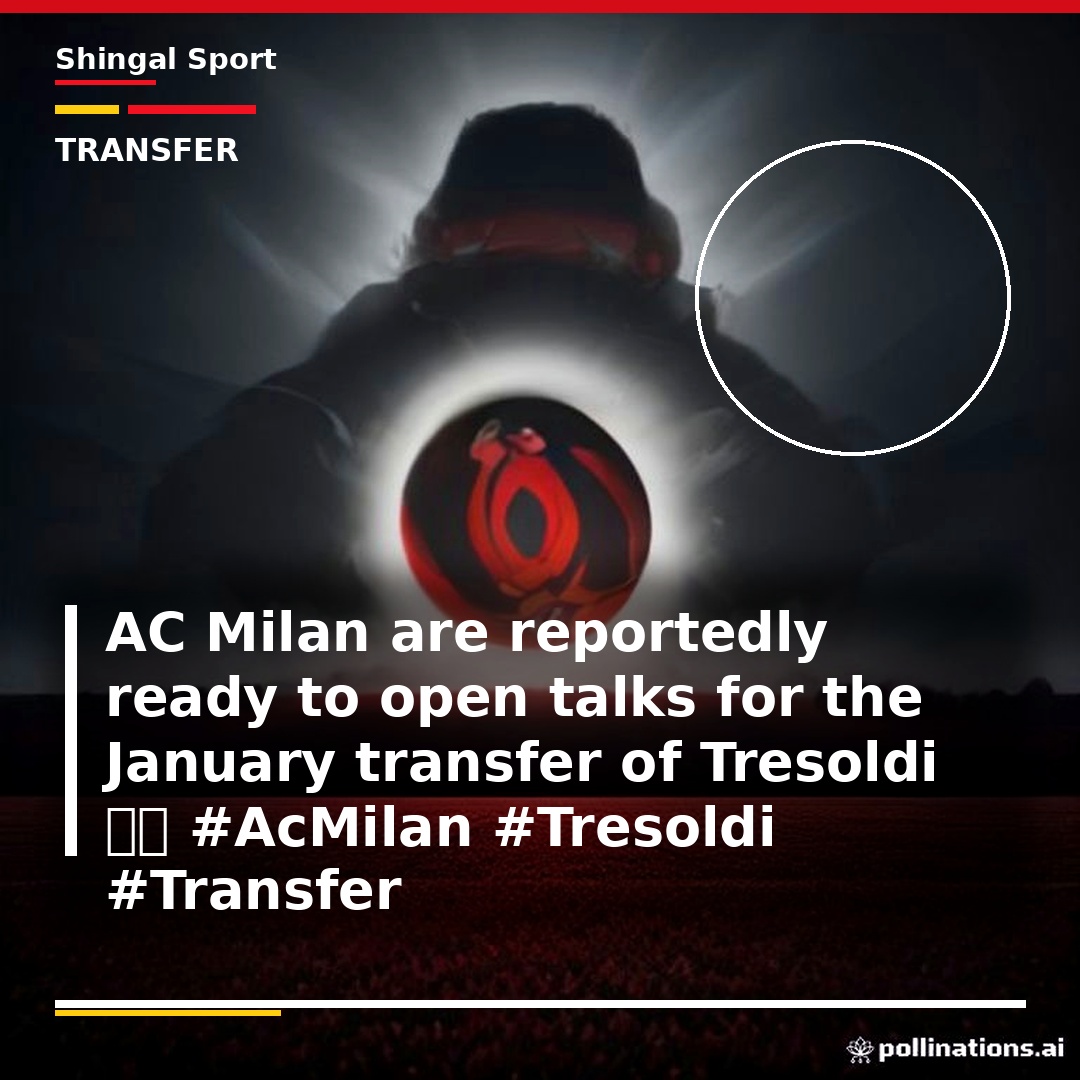 Shingal Sport
TRANSFER
AC Milan are reportedly
ready to open talks for the
January transfer of Tresoldi
#AcMilan #Tresoldi
#Transfer
pollinations.ai